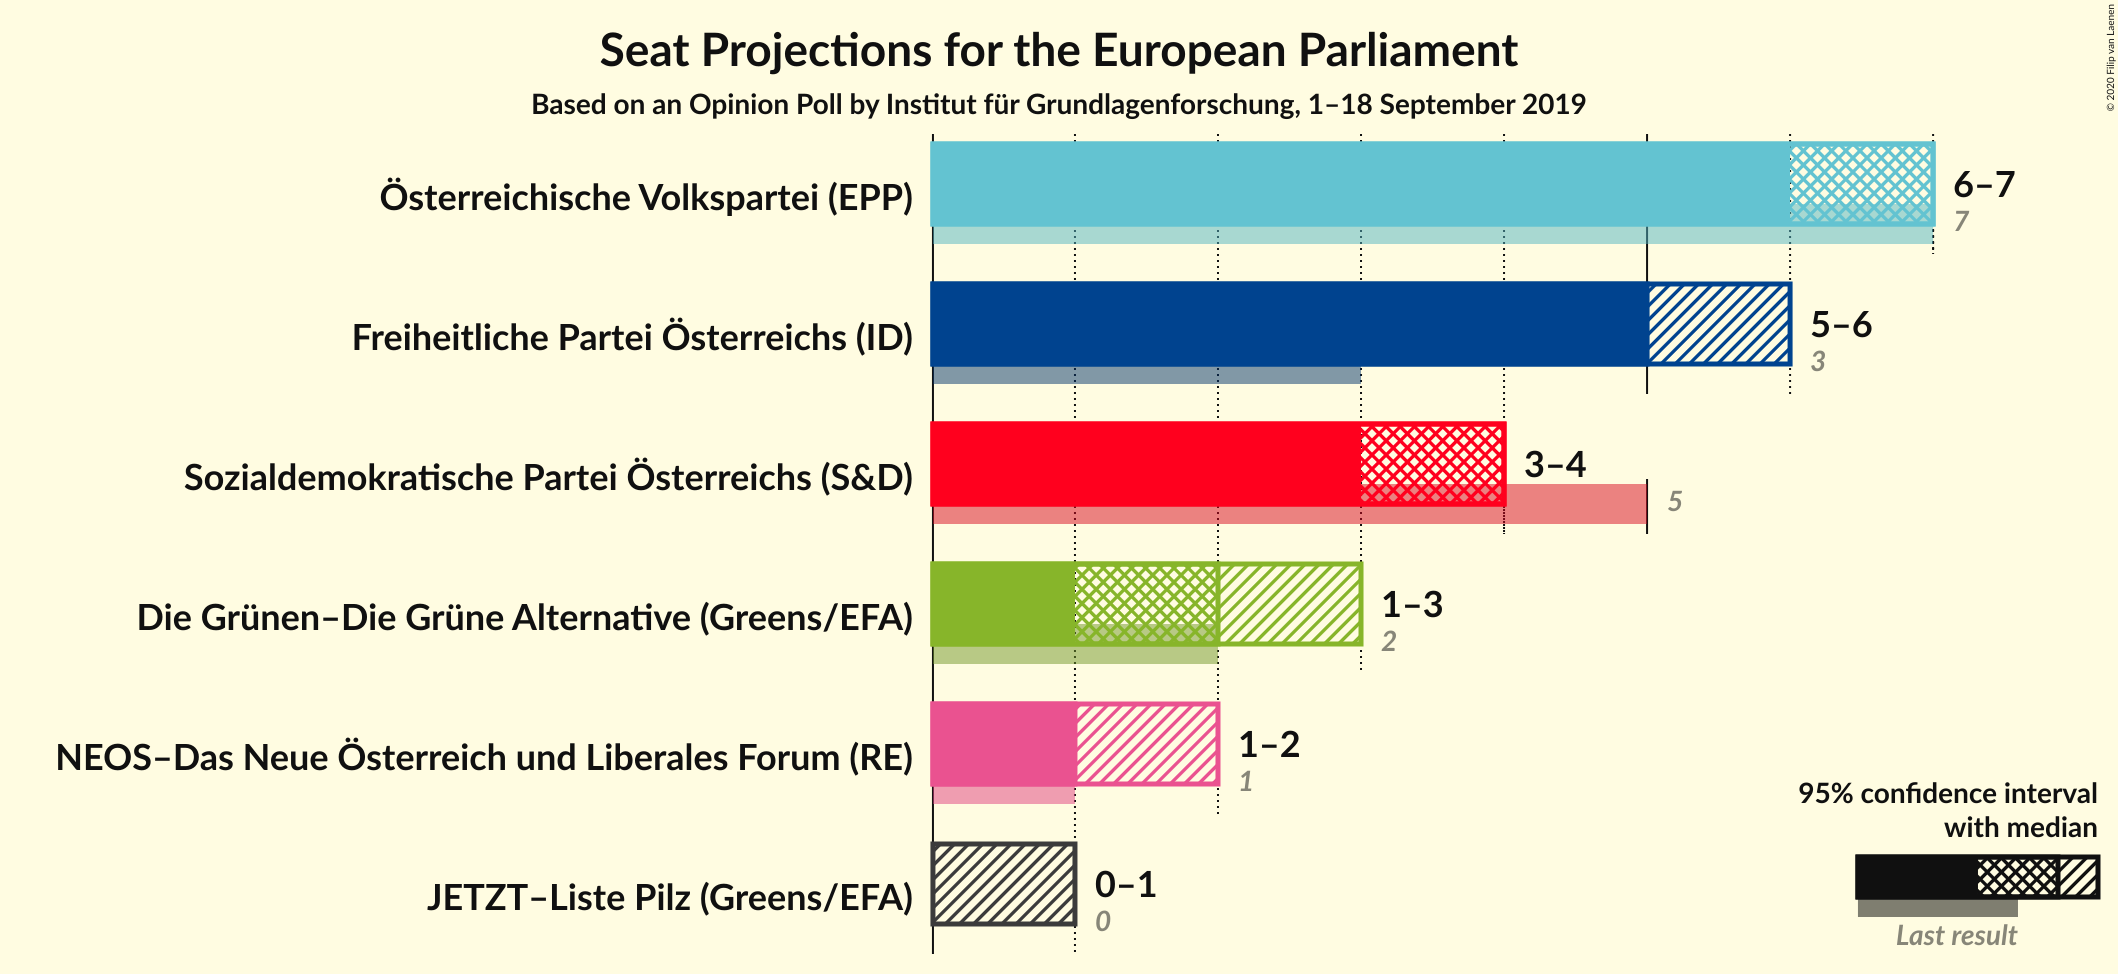 Seat Projections for the European Parliament
Based on an Opinion Poll by Institut für Grundlagenforschung, 1–18 September 2019
© 2020 Filip van Laenen
Österreichische Volkspartei (EPP)
6–7
7
Freiheitliche Partei Österreichs (ID)
5–6
3
Sozialdemokratische Partei Österreichs (S&D)
3–4
5
Die Grünen–Die Grüne Alternative (Greens/EFA)
1–3
2
NEOS–Das Neue Österreich und Liberales Forum (RE)
1–2
1
JETZT–Liste Pilz (Greens/EFA)
0–1
0
95% confidence interval
with median
Last result